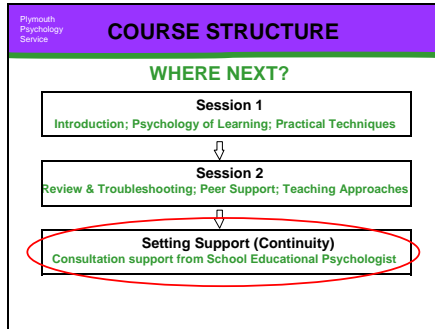 Plymouth
Psychology
Service
COURSE STRUCTURE
WHERE NEXT?
Session 1
Introduction; Psychology of Learning; Practical Techniques
Session 2
Review & Troubleshooting; Peer Support; Teaching Approaches
Setting Support (Continuity)
Consultation support from School Educational Psychologist